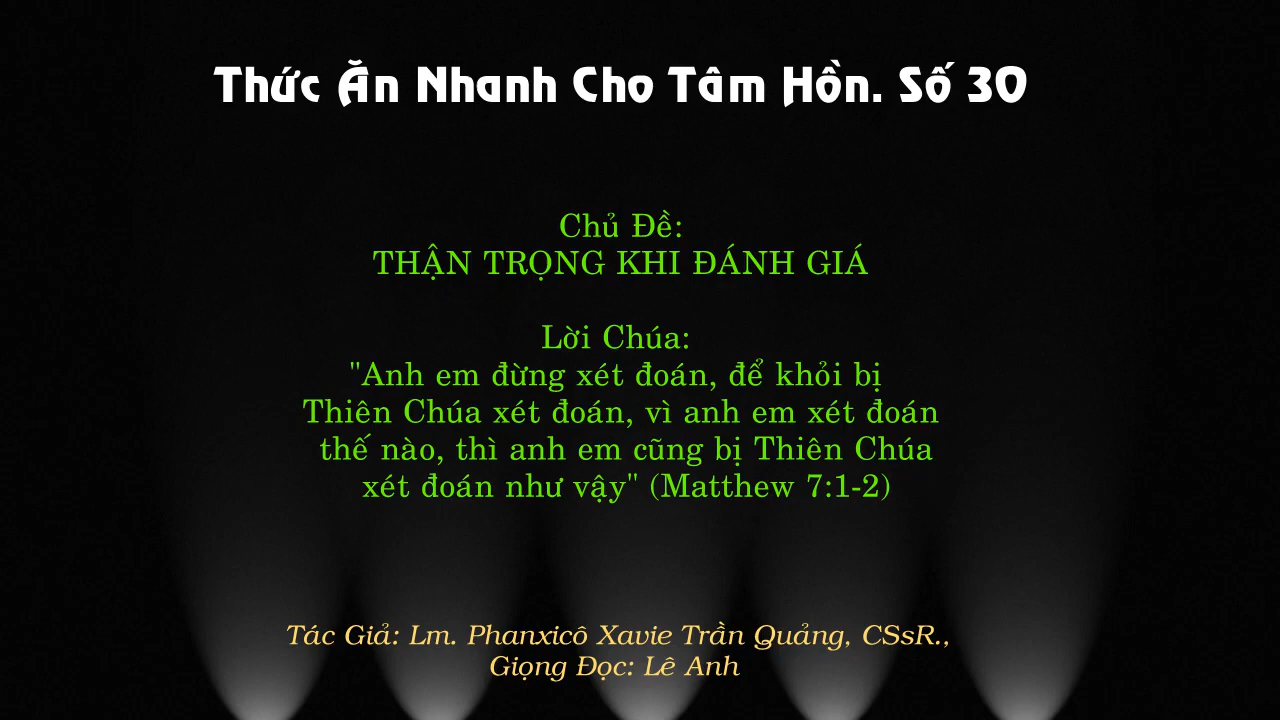 Thức Ăn Nhanh Cho Tâm Hồn. Số 30
Chủ Đề:
THẬN TRỌNG KHI ĐÁNH GIÁ
Lời Chúa:
"Anh em đừng xét đoán, để khỏi bị
Thiên Chúa xét đoán, vì anh em xét đoán
thế nào, thì anh em cũng bị Thiên Chúa
xét đoán như vậy" (Matthew 7:1-2)
Tác Giả: Lm. Phanxicô Xavie Trần Quảng, CSsR.,
Giọng Đọc: Lê Anh